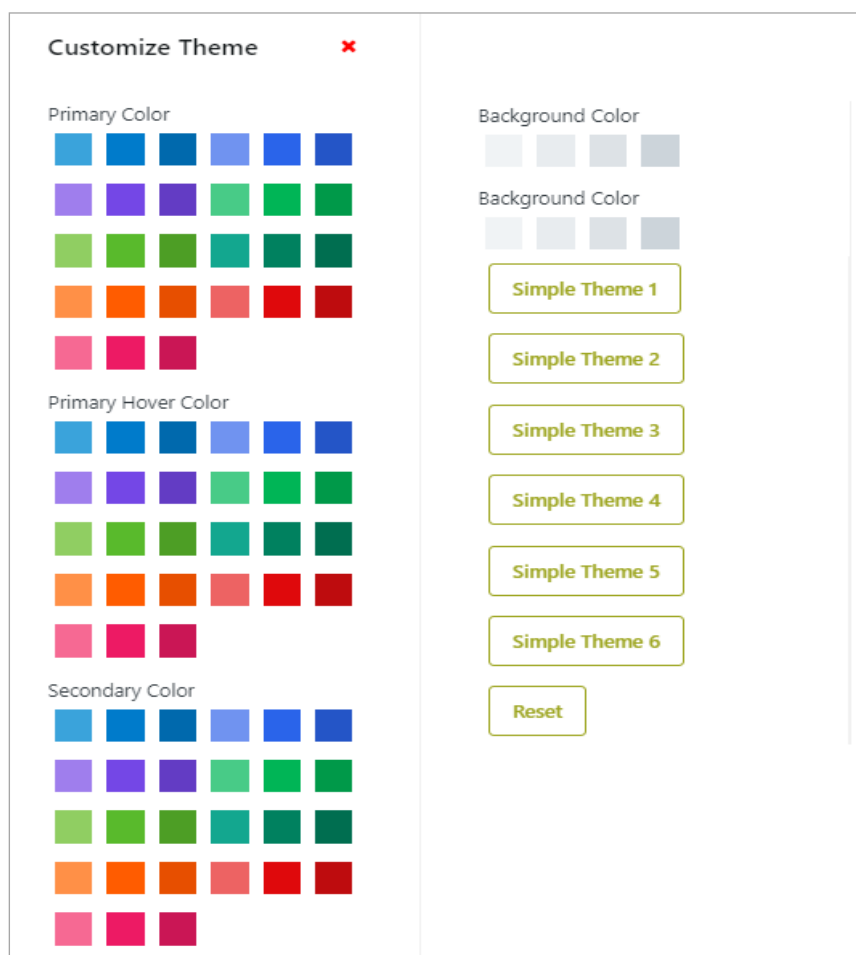 Customize Theme
Primary Color
Primary Hover Color
Secondary Color
Background Color
Background Color
Simple Theme 1
Simple Theme 2
Simple Theme 3
Simple Theme 4
Simple Theme 5
Simple Theme 6
Reset